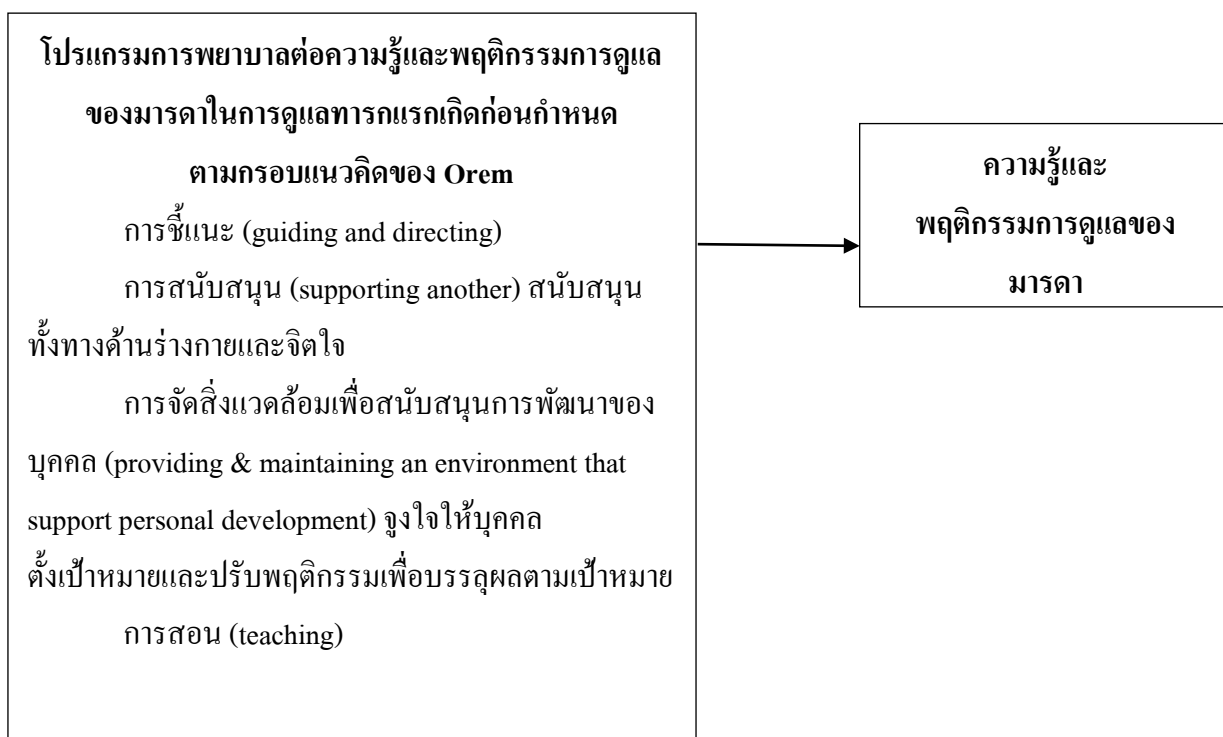 โปรแกรมการพยาบาลต่อความรู้และพฤติกรรมการดูแล
ของมารดาในการดูแลทารกแรกเกิดก่อนกำหนด
ตามกรอบแนวคิดของ Orem
การชี้แนะ (guiding and directing)
การสนับสนุน (supporting another) สนับสนุน
ทั้งทางด้านร่างกายและจิตใจ
การจัดสิ่งแวดล้อมเพื่อสนับสนุนการพัฒนาของ
บุคคล (providing & maintaining an environment that
support personal development) จูงใจให้บุคคล
ตั้งเป้าหมายและปรับพฤติกรรมเพื่อบรรลุผลตามเป้าหมาย
การสอน (teaching)
ความรู้และ
พฤติกรรมการดูแลของ
มารดา